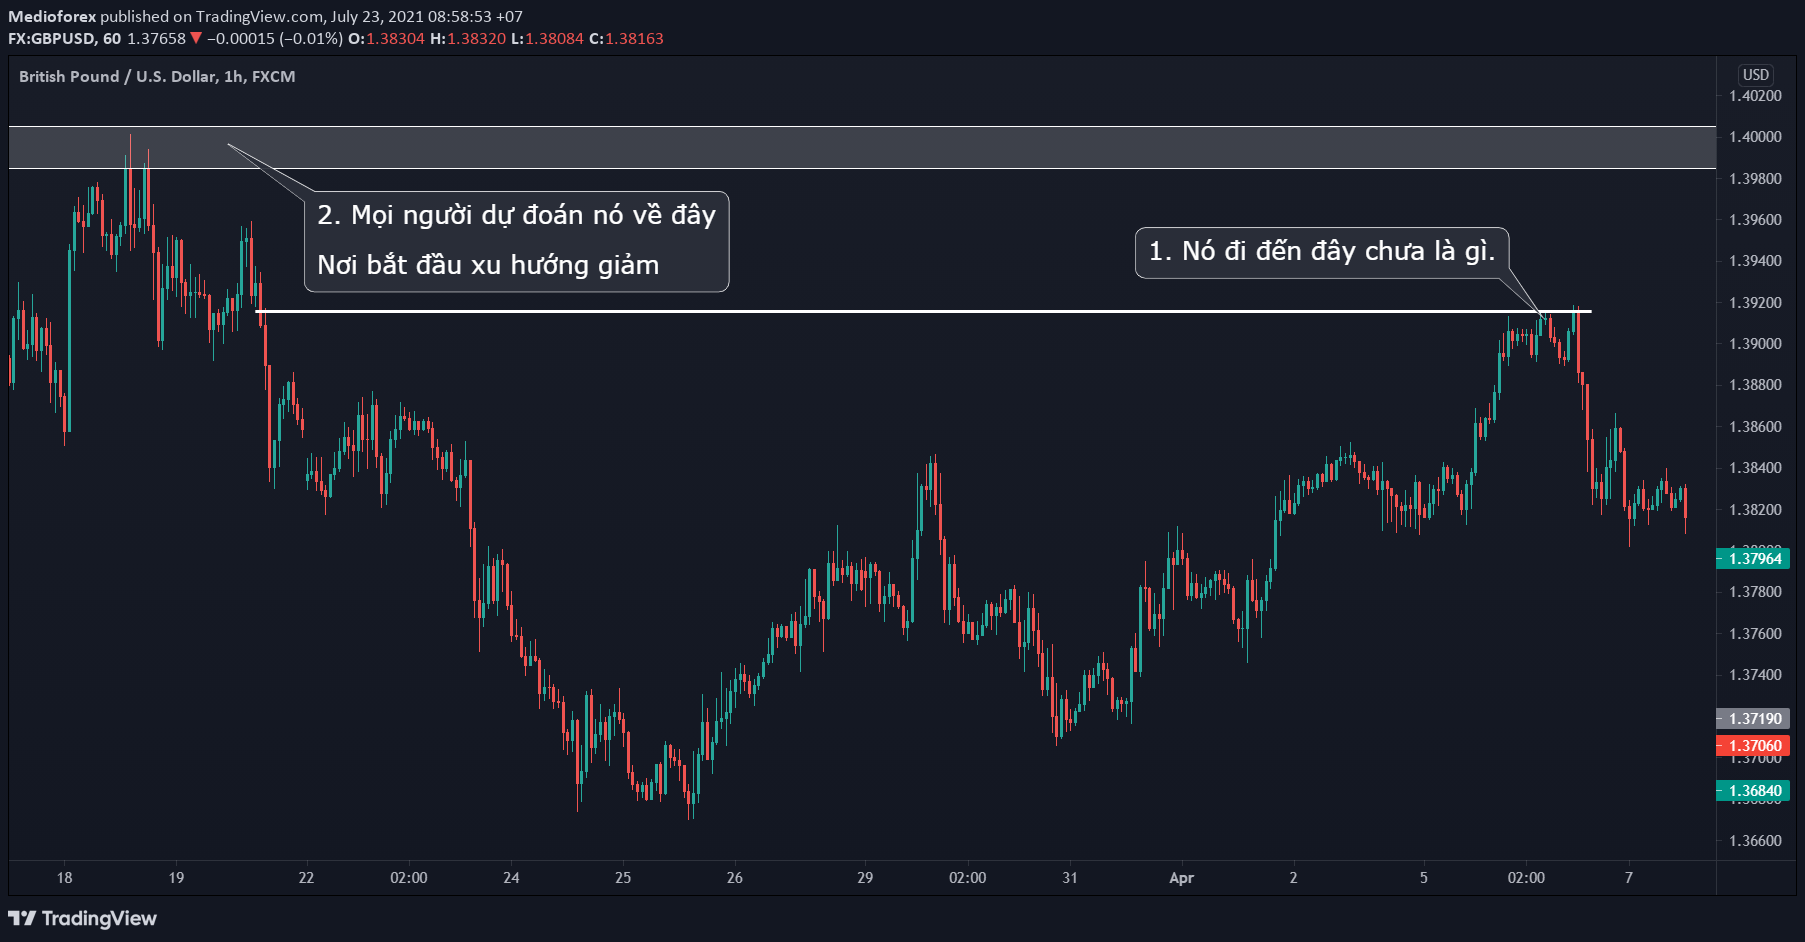 Medioforex published on TradingView.com, July 23, 2021 08:58:53 +07
FX:GBPUSD, 60 1.37658 ▼ −0.00015 (−0.01%) O:1.38304 H:1.38320 L:1.38084 C:1.38163
British Pound / U.S. Dollar, 1h, FXCM
USD
1.40200
1.40000
1.39800
2. Mọi người dự đoán nó về đây
Nơi bắt đầu xu hướng giảm
1.39600
1. Nó đi đến đây chưa là gì.
1.39400
1.39200
1.39000
1.38800
1.38600
1.38400
1.38200
1.37964
1.37800
1.37600
1.37400
1.37190
1.37060
1.37000
1.36840
1.36600
18 19 22 02:00 24 25 26 29 02:00 31 Apr 2 5 02:00 7
TradingView